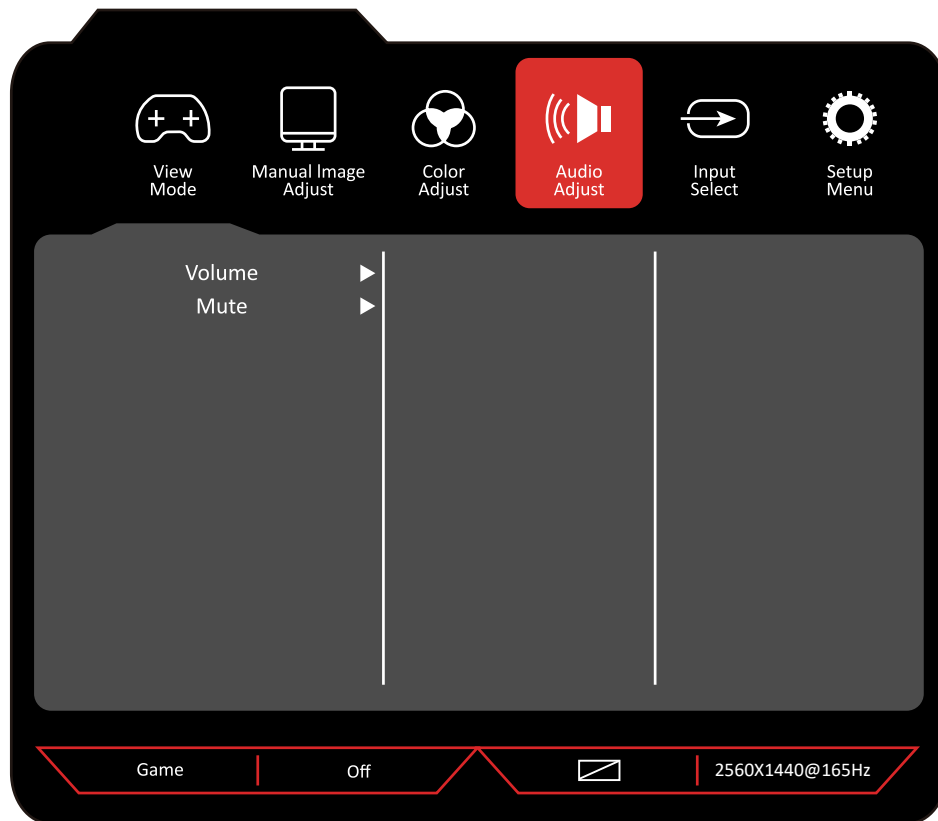 View
Mode
Manual Image
Adjust
Color
Adjust
Audio
Adjust
Input
Select
Setup
Menu
Volume
Mute
Game
Off
2560X1440@165Hz